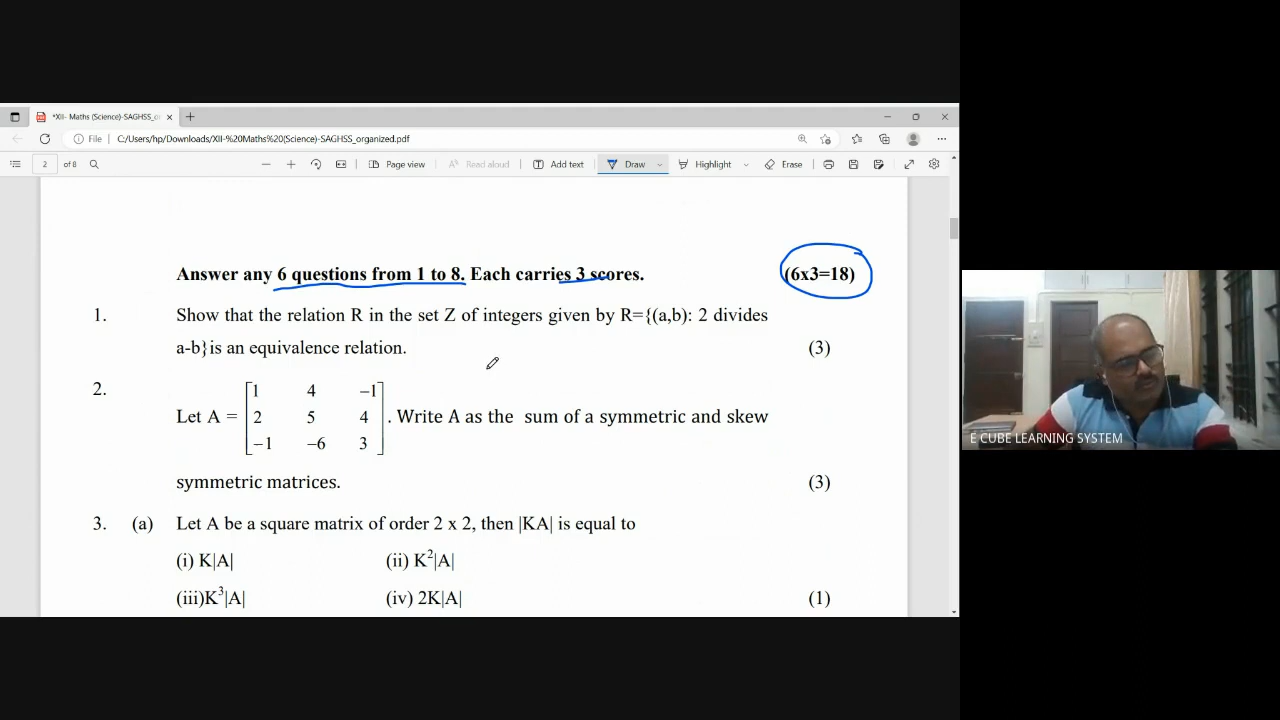 *XII- Maths (Science)-SAGHSS_or
File C:/Users/hp/Downloads/XII-%20Maths%20(Science)-SAGHSS_organized.pdf
2 of 8 Page view Read aloud Add text Draw Highlight Erase
Answer any 6 questions from 1 to 8. Each carries 3 scores. (6x3=18)
1. Show that the relation R in the set Z of integers given by R={(a,b): 2 divides
a-b}is an equivalence relation. (3)
2. Let A = [1 4 −1
2 5 4
−1 −6 3]. Write A as the sum of a symmetric and skew
symmetric matrices. (3)
3. (a) Let A be a square matrix of order 2 x 2, then |KA| is equal to
(i) K|A| (ii) K²|A|
(iii)K³|A| (iv) 2K|A| (1)
E CUBE LEARNING SYSTEM